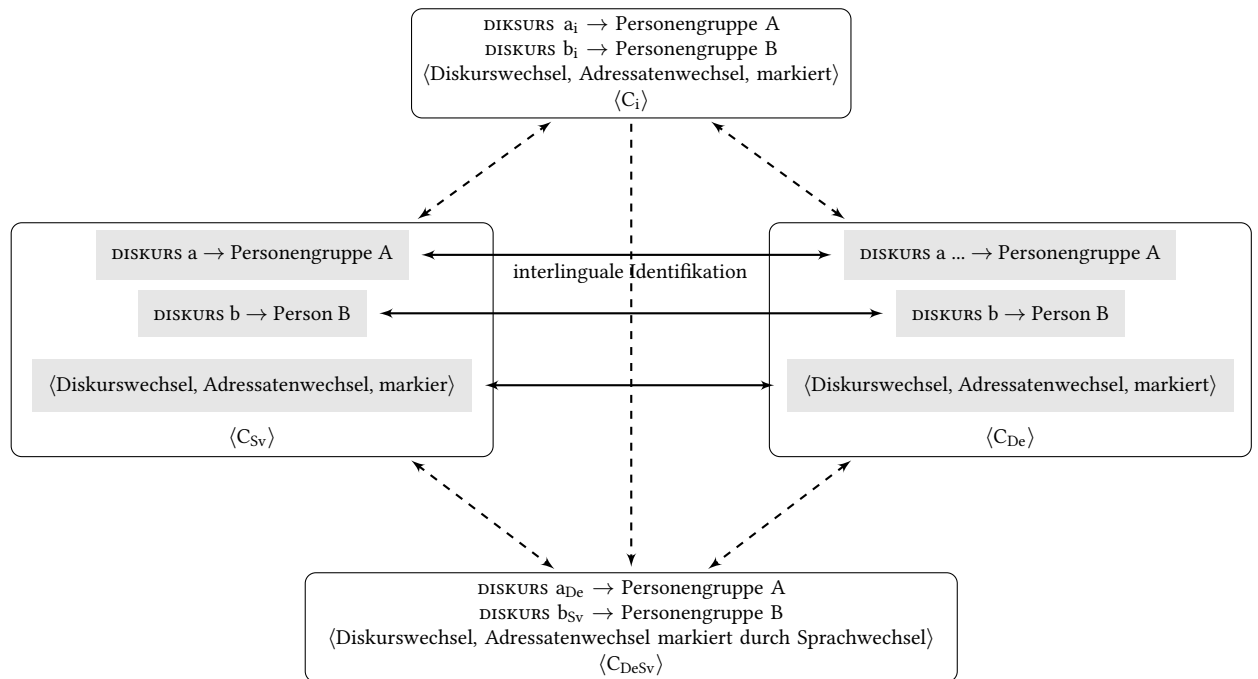 DIKSURS aᵢ → Personengruppe A
DISKURS bᵢ → Personengruppe B
⟨Diskurswechsel, Adressatenwechsel, markiert⟩
⟨Cᵢ⟩
DISKURS a → Personengruppe A
interlinguale Identifikation
DISKURS a ... → Personengruppe A
DISKURS b → Person B
DISKURS b → Person B
⟨Diskurswechsel, Adressatenwechsel, markier⟩
⟨Diskurswechsel, Adressatenwechsel, markiert⟩
⟨C_Sv⟩
⟨C_De⟩
DISKURS a_De → Personengruppe A
DISKURS b_Sv → Personengruppe B
⟨Diskurswechsel, Adressatenwechsel markiert durch Sprachwechsel⟩
⟨C_DeSv⟩